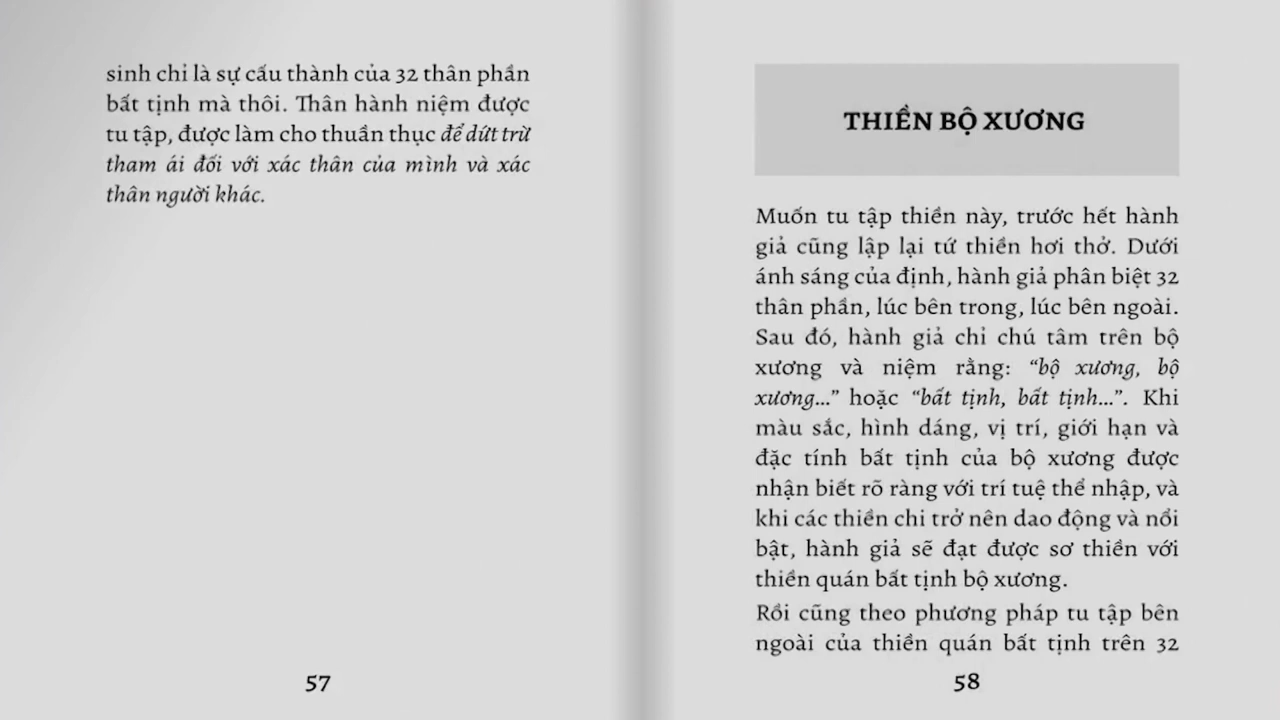 sinh chỉ là sự cấu thành của 32 thân phần
bất tịnh mà thôi. Thân hành niệm được
tu tập, được làm cho thuần thục để dứt trừ
tham ái đối với xác thân của mình và xác
thân người khác.
57
THIỀN BỘ XƯƠNG
Muốn tu tập thiền này, trước hết hành
giả cũng lập lại tứ thiền hơi thở. Dưới
ánh sáng của định, hành giả phân biệt 32
thân phần, lúc bên trong, lúc bên ngoài.
Sau đó, hành giả chỉ chú tâm trên bộ
xương và niệm rằng: “bộ xương, bộ
xương...” hoặc “bất tịnh, bất tịnh...”. Khi
màu sắc, hình dáng, vị trí, giới hạn và
đặc tính bất tịnh của bộ xương được
nhận biết rõ ràng với trí tuệ thể nhập, và
khi các thiền chi trở nên dao động và nổi
bật, hành giả sẽ đạt được sơ thiền với
thiền quán bất tịnh bộ xương.
Rồi cũng theo phương pháp tu tập bên
ngoài của thiền quán bất tịnh trên 32
58